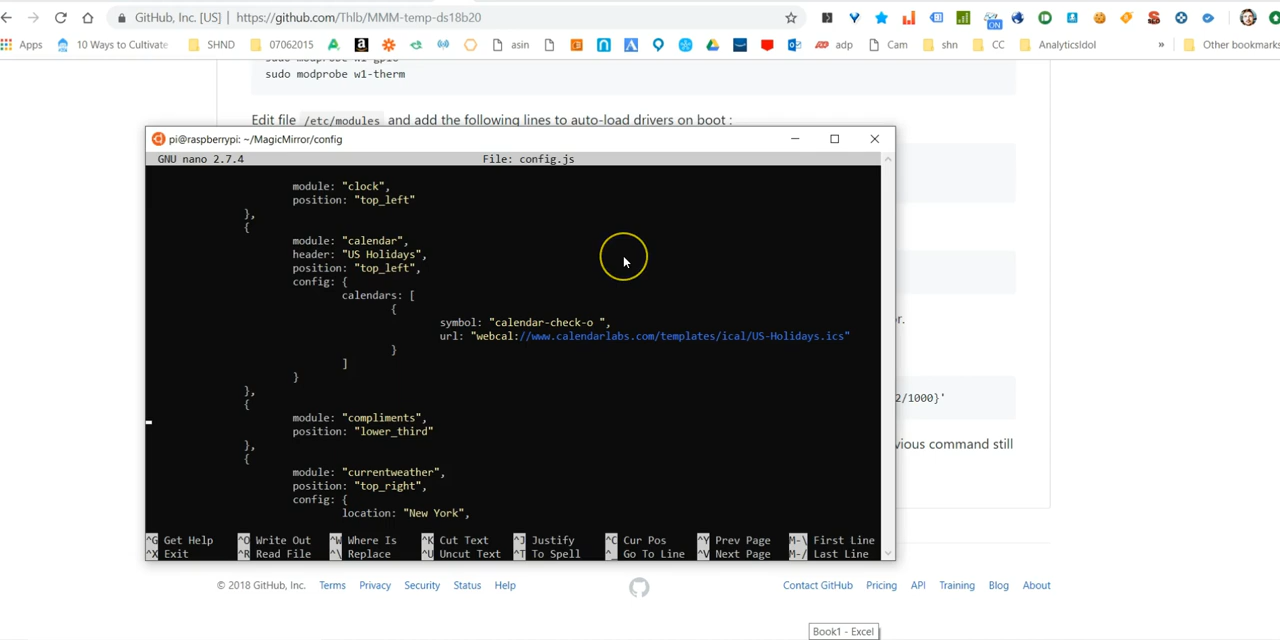 GitHub, Inc. [US] | https://github.com/Thlb/MMM-temp-ds18b20
Apps 10 Ways to Cultivate SHND 07062015 asin adp Cam shn CC AnalyticsIdol » Other bookmarks
ON
sudo modprobe w1-gpio
sudo modprobe w1-therm
Edit file /etc/modules and add the following lines to auto-load drivers on boot :
pi@raspberrypi: ~/MagicMirror/config
GNU nano 2.7.4 File: config.js
module: "clock",
position: "top_left"
},
{
module: "calendar",
header: "US Holidays",
position: "top_left",
config: {
calendars: [
{
symbol: "calendar-check-o ",
url: "webcal://www.calendarlabs.com/templates/ical/US-Holidays.ics"
}
]
}
},
{
module: "compliments",
position: "lower_third"
},
{
module: "currentweather",
position: "top_right",
config: {
location: "New York",
^G Get Help ^O Write Out ^W Where Is ^K Cut Text ^J Justify ^C Cur Pos ^Y Prev Page M-\ First Line
^X Exit ^R Read File ^\ Replace ^U Uncut Text ^T To Spell ^_ Go To Line ^V Next Page M-/ Last Line
r.
2/1000}'
vious command still
© 2018 GitHub, Inc. Terms Privacy Security Status Help Contact GitHub Pricing API Training Blog About
Book1 - Excel